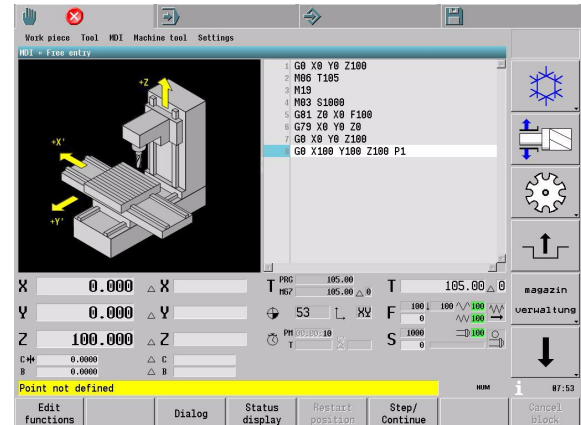 Work piece Tool MDI Machine tool Settings
MDI - Free entry
+Z
+X'
+Y'
1 G0 X0 Y0 Z100
2 M06 T105
3 M19
4 M03 S1000
5 G81 Z0 X0 F100
6 G79 X0 Y0 Z0
7 G0 X0 Y0 Z100
G0 X100 Y100 Z100 P1
X 0.000 △ X
Y 0.000 △ Y
Z 100.000 △ Z
C 0.0000 △ C
B 0.0000 △ B
T PRG 105.00
M67 105.00 △ 0
T 105.00 △ 0
53 XY
F 100 100 100
0 100
PM 00:00:10
T
S 1000 100
0
magazin
verwaltung
Point not defined
NUM
i 07:53
Edit
functions
Dialog
Status
display
Restart
position
Step/
Continue
Cancel
block